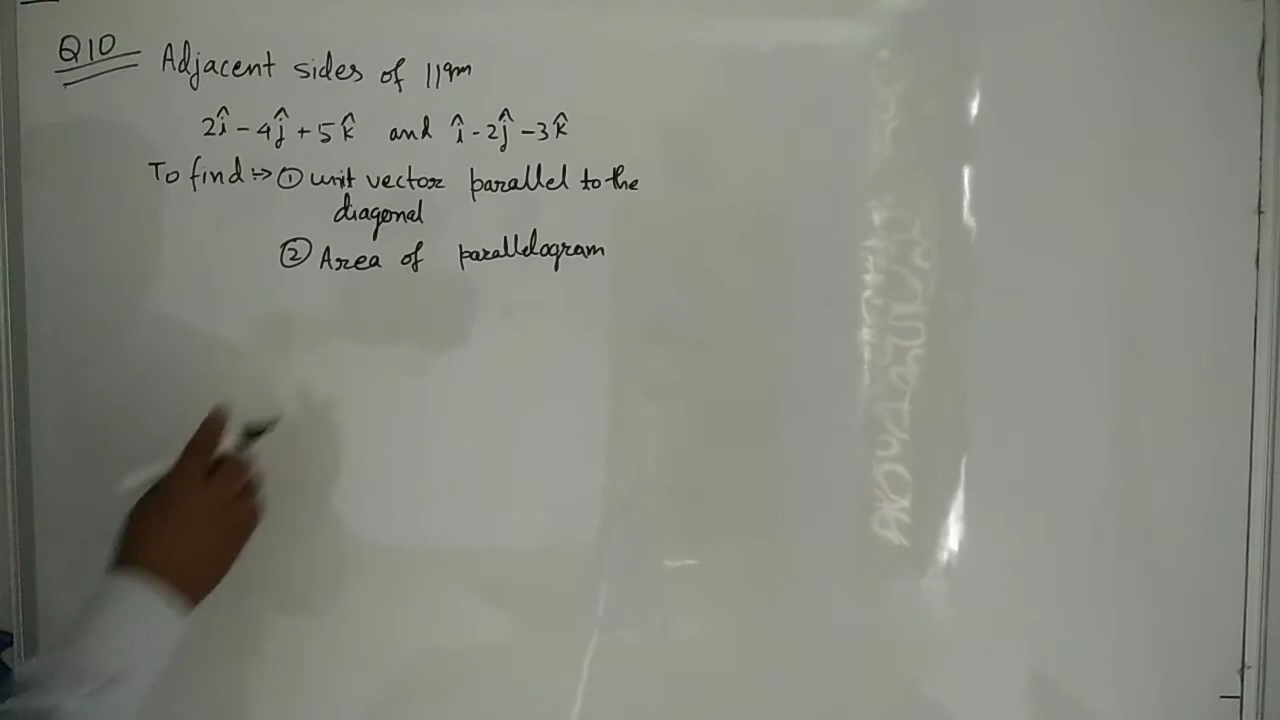 Q10 Adjacent sides of ||gm
2î - 4ĵ + 5k̂ and î - 2ĵ - 3k̂
To find :→ ① unit vector parallel to the
diagonal
② Area of parallelogram